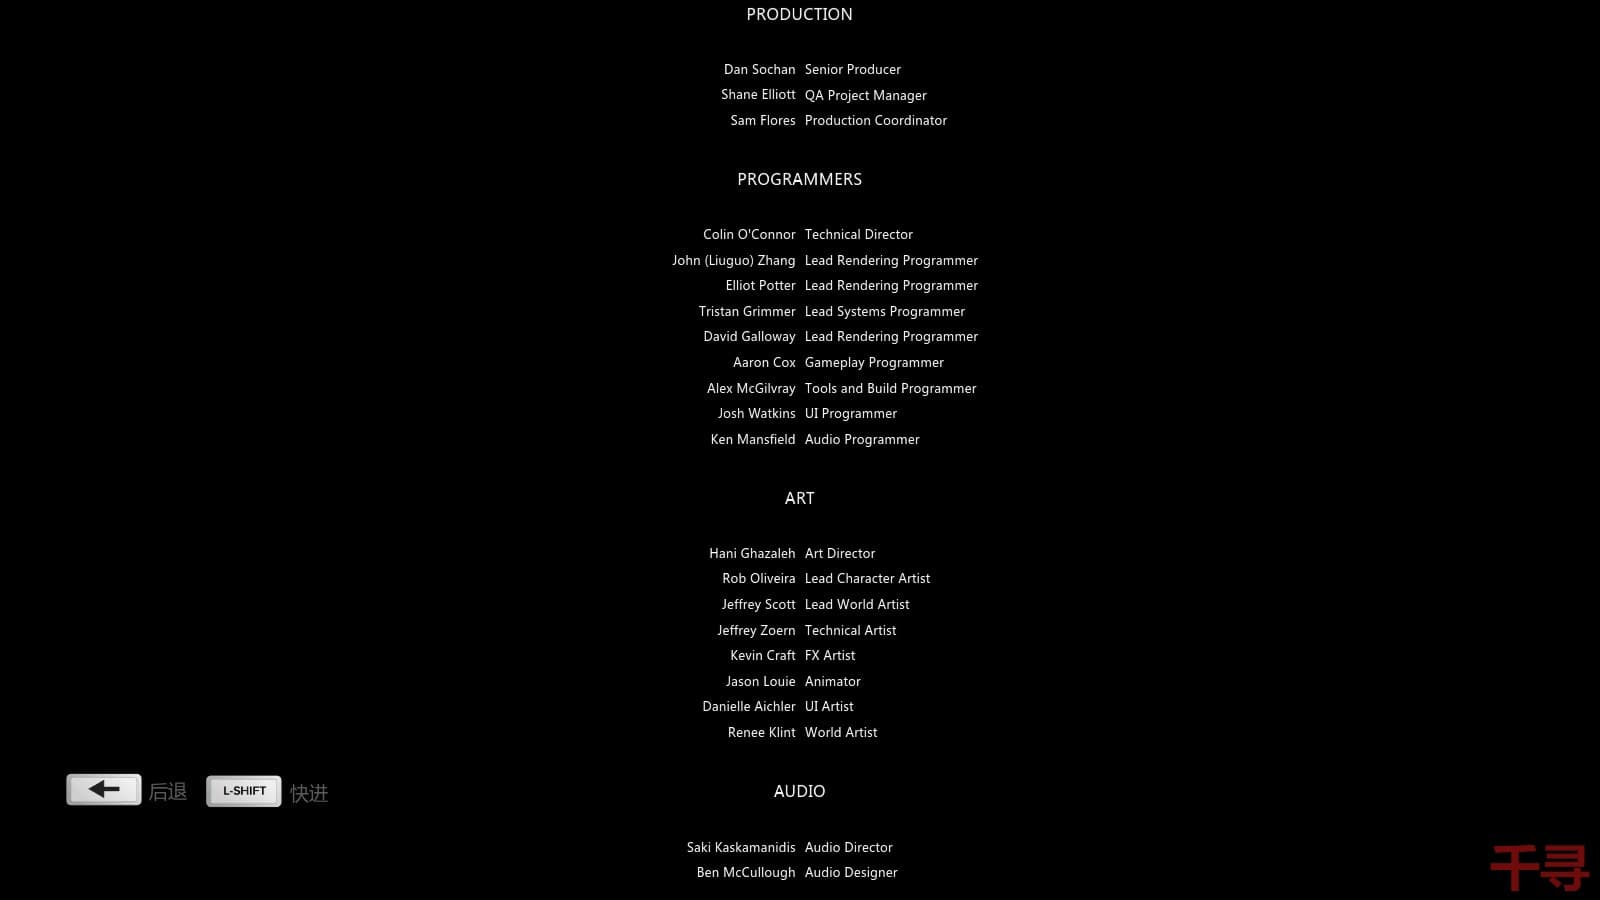 PRODUCTION
Dan Sochan Senior Producer
Shane Elliott QA Project Manager
Sam Flores Production Coordinator
PROGRAMMERS
Colin O'Connor Technical Director
John (Liuguo) Zhang Lead Rendering Programmer
Elliot Potter Lead Rendering Programmer
Tristan Grimmer Lead Systems Programmer
David Galloway Lead Rendering Programmer
Aaron Cox Gameplay Programmer
Alex McGilvray Tools and Build Programmer
Josh Watkins UI Programmer
Ken Mansfield Audio Programmer
ART
Hani Ghazaleh Art Director
Rob Oliveira Lead Character Artist
Jeffrey Scott Lead World Artist
Jeffrey Zoern Technical Artist
Kevin Craft FX Artist
Jason Louie Animator
Danielle Aichler UI Artist
Renee Klint World Artist
后退 L-SHIFT 快进
AUDIO
Saki Kaskamanidis Audio Director
Ben McCullough Audio Designer
千寻